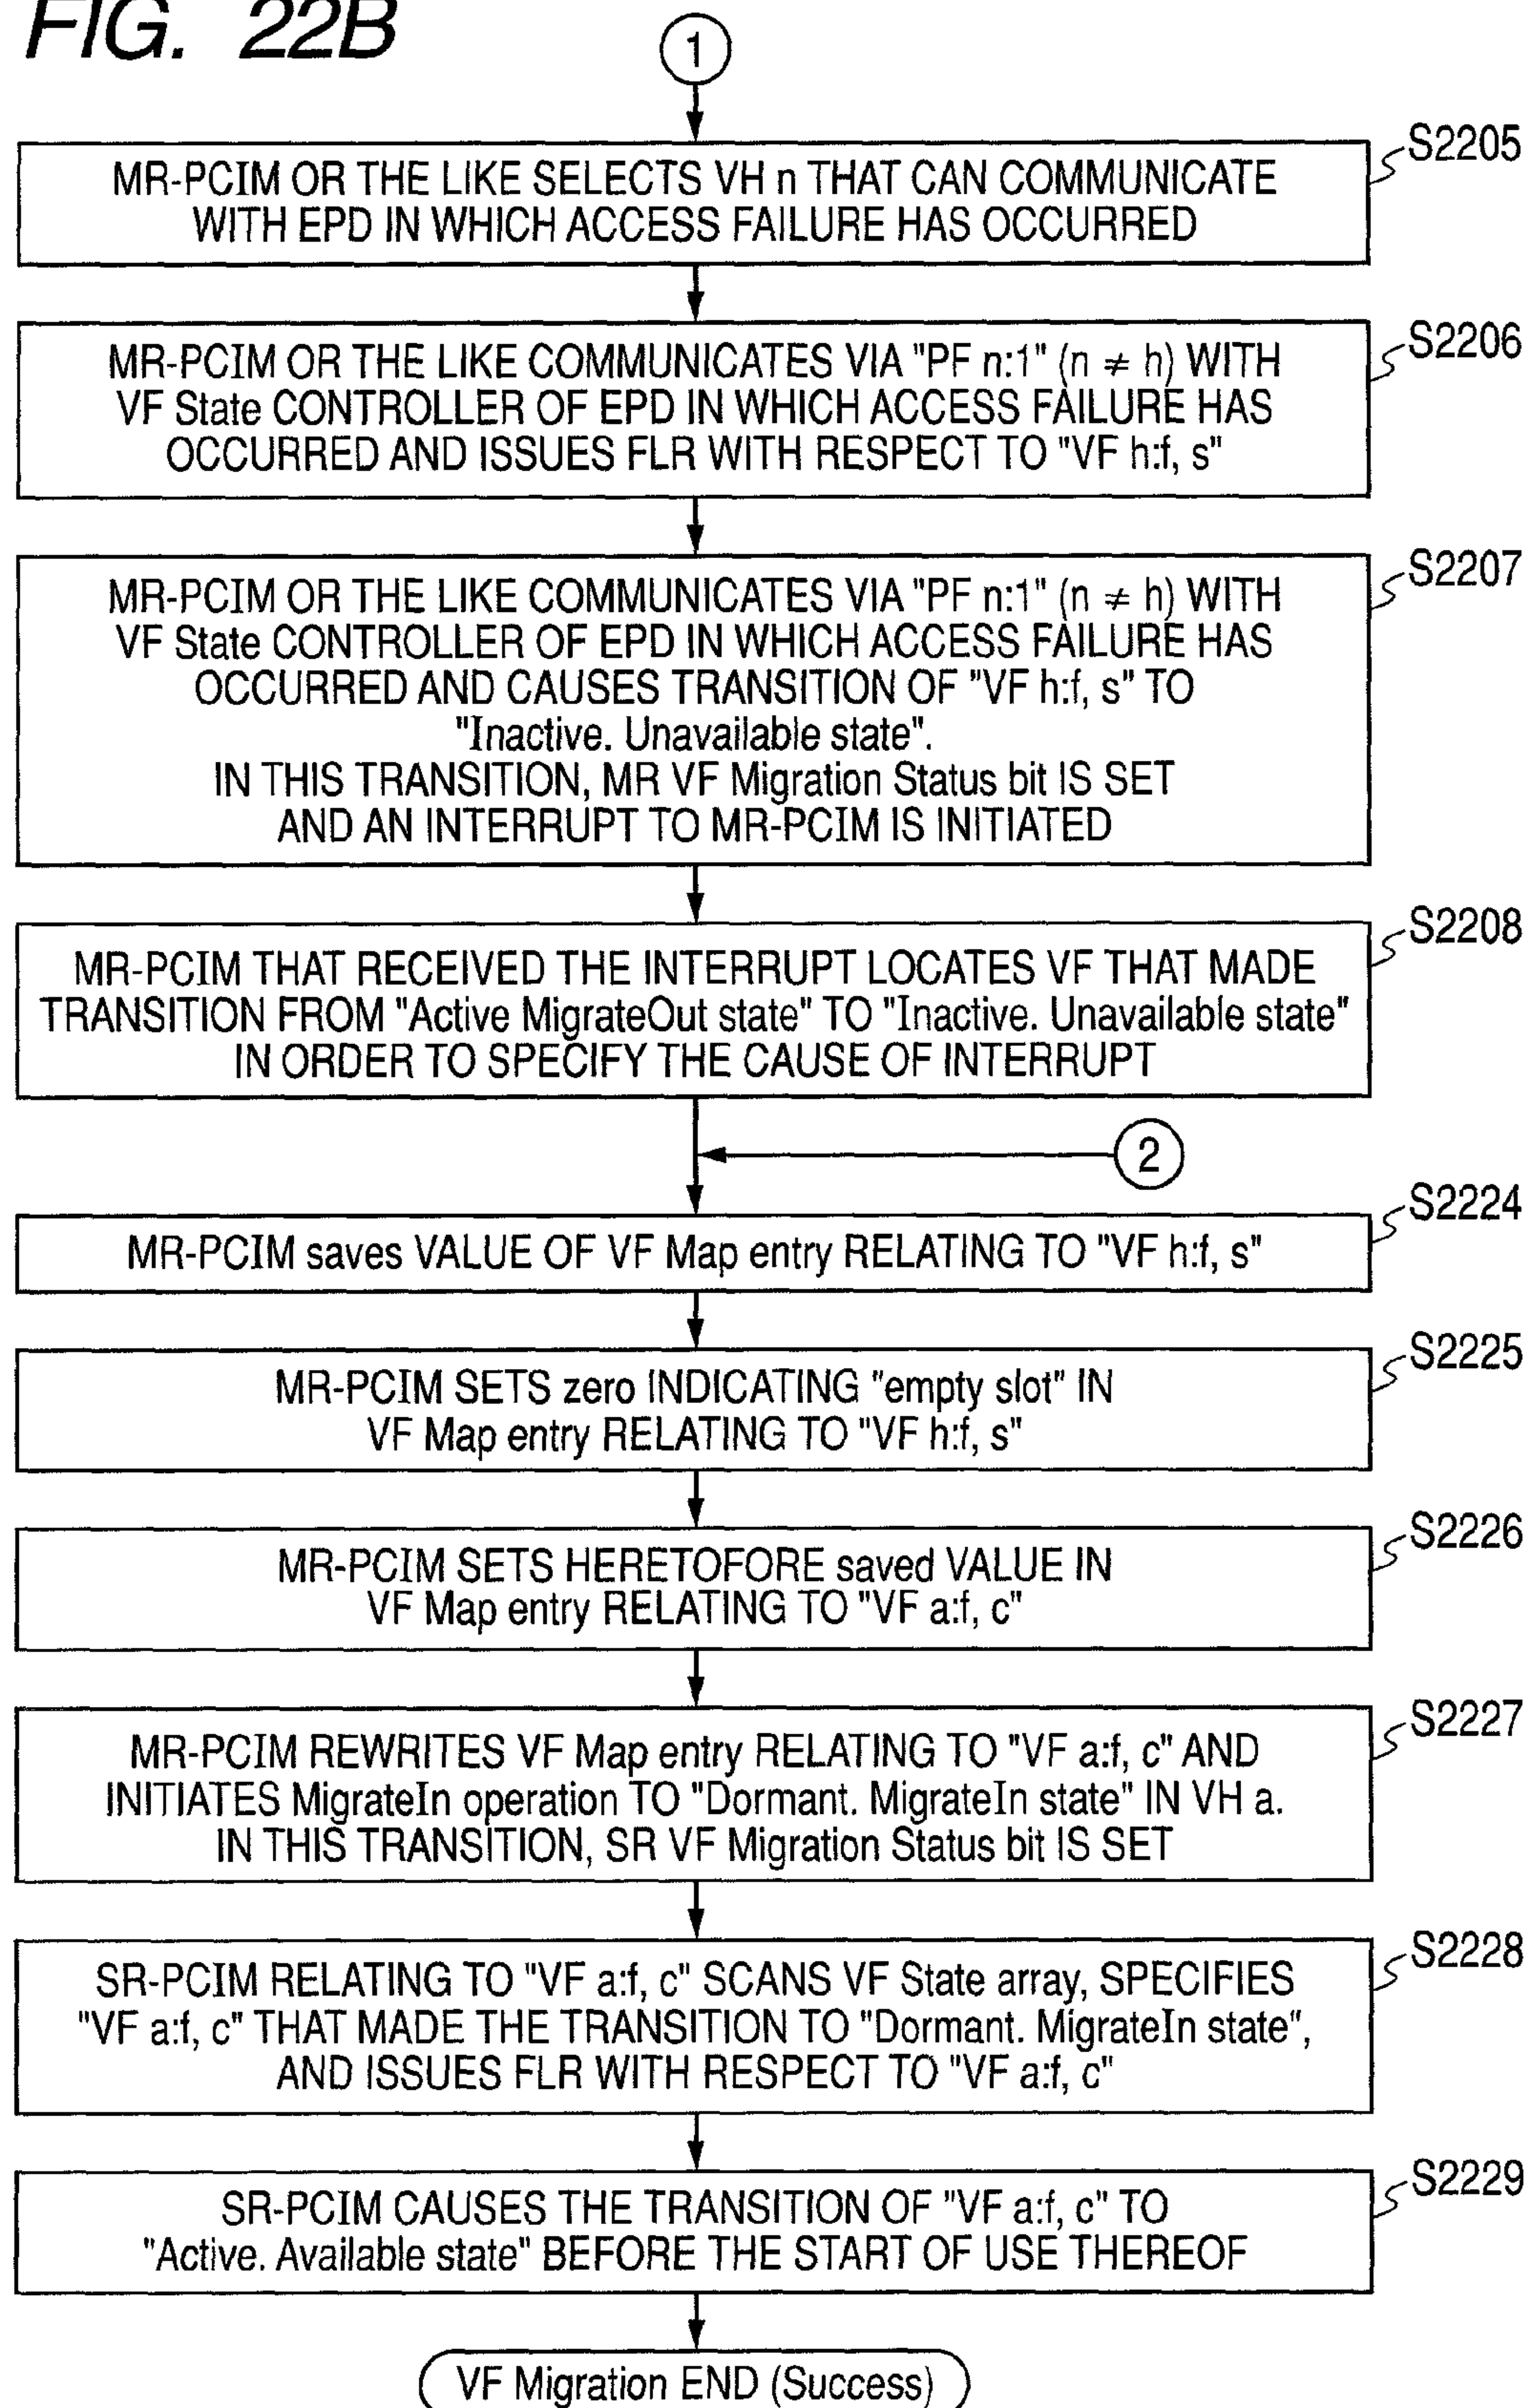 FIG. 22B
1
S2205
MR-PCIM OR THE LIKE SELECTS VH n THAT CAN COMMUNICATE
WITH EPD IN WHICH ACCESS FAILURE HAS OCCURRED
S2206
MR-PCIM OR THE LIKE COMMUNICATES VIA "PF n:1" (n ≠ h) WITH
VF State CONTROLLER OF EPD IN WHICH ACCESS FAILURE HAS
OCCURRED AND ISSUES FLR WITH RESPECT TO "VF h:f, s"
S2207
MR-PCIM OR THE LIKE COMMUNICATES VIA "PF n:1" (n ≠ h) WITH
VF State CONTROLLER OF EPD IN WHICH ACCESS FAILURE HAS
OCCURRED AND CAUSES TRANSITION OF "VF h:f, s" TO
"Inactive. Unavailable state".
IN THIS TRANSITION, MR VF Migration Status bit IS SET
AND AN INTERRUPT TO MR-PCIM IS INITIATED
S2208
MR-PCIM THAT RECEIVED THE INTERRUPT LOCATES VF THAT MADE
TRANSITION FROM "Active MigrateOut state" TO "Inactive. Unavailable state"
IN ORDER TO SPECIFY THE CAUSE OF INTERRUPT
2
S2224
MR-PCIM saves VALUE OF VF Map entry RELATING TO "VF h:f, s"
S2225
MR-PCIM SETS zero INDICATING "empty slot" IN
VF Map entry RELATING TO "VF h:f, s"
S2226
MR-PCIM SETS HERETOFORE saved VALUE IN
VF Map entry RELATING TO "VF a:f, c"
S2227
MR-PCIM REWRITES VF Map entry RELATING TO "VF a:f, c" AND
INITIATES MigrateIn operation TO "Dormant. MigrateIn state" IN VH a.
IN THIS TRANSITION, SR VF Migration Status bit IS SET
S2228
SR-PCIM RELATING TO "VF a:f, c" SCANS VF State array, SPECIFIES
"VF a:f, c" THAT MADE THE TRANSITION TO "Dormant. MigrateIn state",
AND ISSUES FLR WITH RESPECT TO "VF a:f, c"
S2229
SR-PCIM CAUSES THE TRANSITION OF "VF a:f, c" TO
"Active. Available state" BEFORE THE START OF USE THEREOF
VF Migration END (Success)